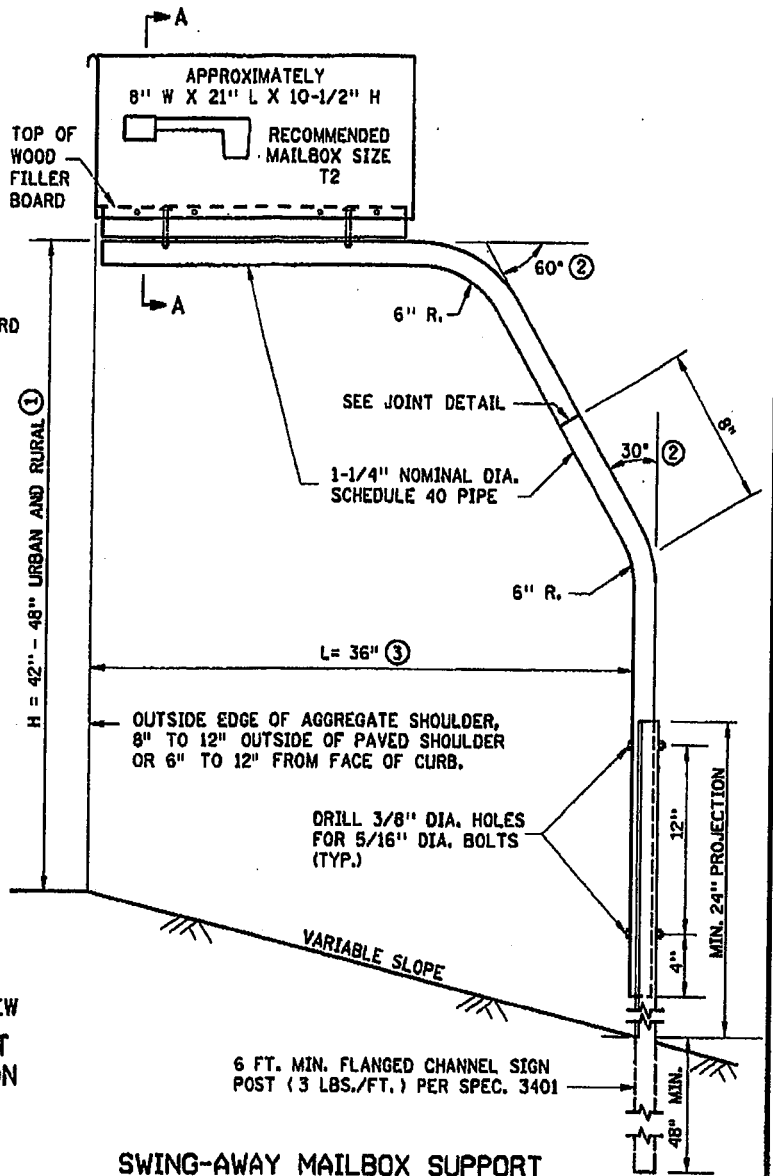 A
APPROXIMATELY
8" W X 21" L X 10-1/2" H
RECOMMENDED
MAILBOX SIZE
T2
TOP OF
WOOD
FILLER
BOARD
A
60° ②
6" R.
RD
SEE JOINT DETAIL
8"
30° ②
1-1/4" NOMINAL DIA.
SCHEDULE 40 PIPE
6" R.
H = 42" - 48" URBAN AND RURAL ①
L= 36" ③
OUTSIDE EDGE OF AGGREGATE SHOULDER,
8" TO 12" OUTSIDE OF PAVED SHOULDER
OR 6" TO 12" FROM FACE OF CURB.
DRILL 3/8" DIA. HOLES
FOR 5/16" DIA. BOLTS
(TYP.)
12"
MIN. 24" PROJECTION
4"
VARIABLE SLOPE
EW
T
ON
6 FT. MIN. FLANGED CHANNEL SIGN
POST (3 LBS./FT.) PER SPEC. 3401
48" MIN.
SWING-AWAY MAILBOX SUPPORT